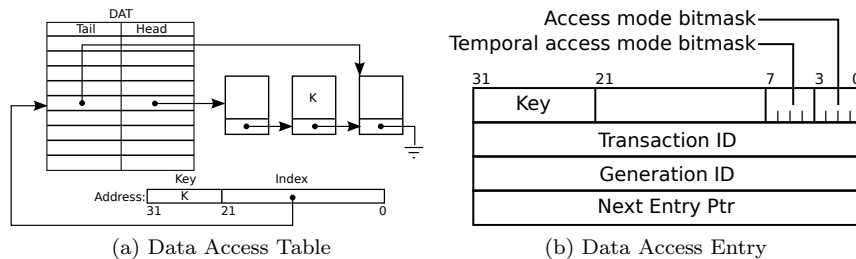 DAT
Tail Head
K
Key Index
Address: K
31 21 0
(a) Data Access Table
Access mode bitmask
Temporal access mode bitmask
31 21 7 3 0
Key
Transaction ID
Generation ID
Next Entry Ptr
(b) Data Access Entry